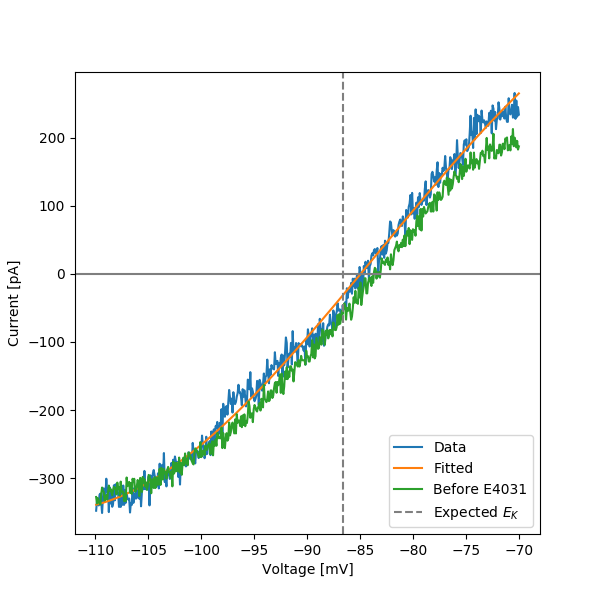 200
100
0
−100
−200
−300
Current [pA]
−110
−105
−100
−95
−90
−85
−80
−75
−70
Voltage [mV]
Data
Fitted
Before E4031
Expected $E_K$